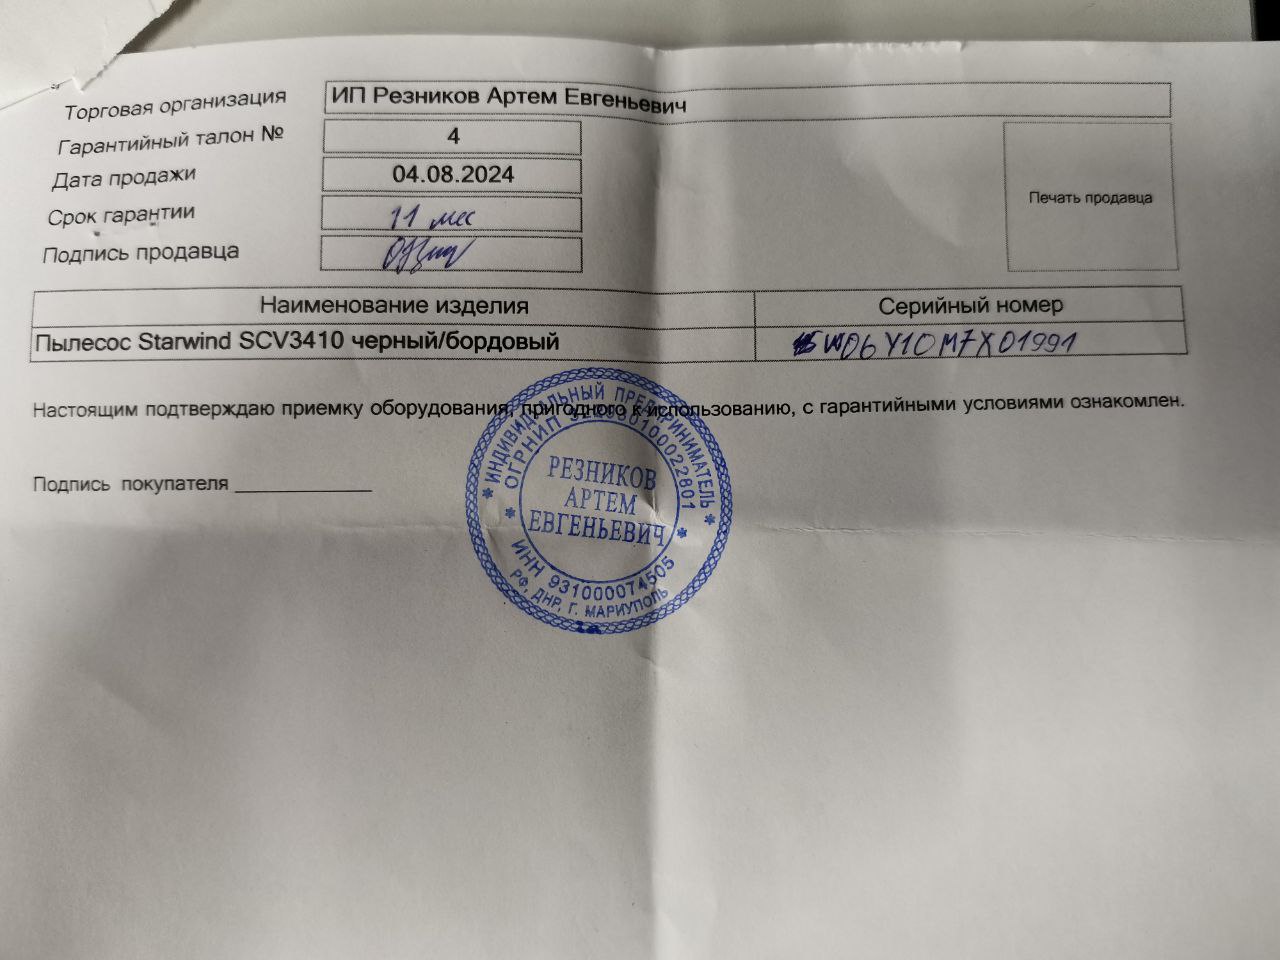 Торговая организация ИП Резников Артем Евгеньевич
Гарантийный талон № 4
Дата продажи 04.08.2024
Срок гарантии 11 мес
Подпись продавца
Печать продавца
Наименование изделия Серийный номер
Пылесос Starwind SCV3410 черный/бордовый W06Y10M7X01991
Настоящим подтверждаю приемку оборудования, пригодного к использованию, с гарантийными условиями ознакомлен.
Подпись покупателя
ИНДИВИДУАЛЬНЫЙ ПРЕДПРИНИМАТЕЛЬ
ОГРНИП
РЕЗНИКОВ
АРТЕМ
ЕВГЕНЬЕВИЧ
ИНН 931000074505
РФ, ДНР, Г. МАРИУПОЛЬ